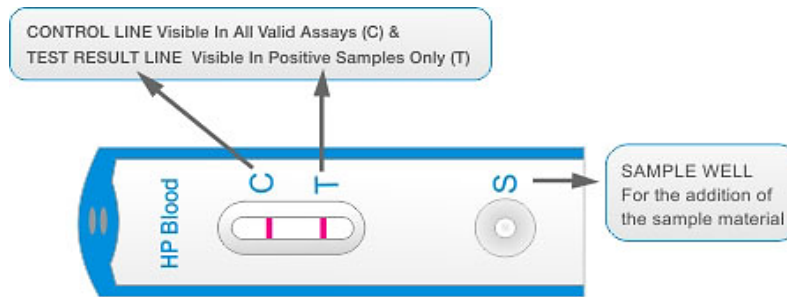 CONTROL LINE Visible In All Valid Assays (C) &
TEST RESULT LINE Visible In Positive Samples Only (T)
C
T
S
HP Blood
SAMPLE WELL
For the addition of
the sample material